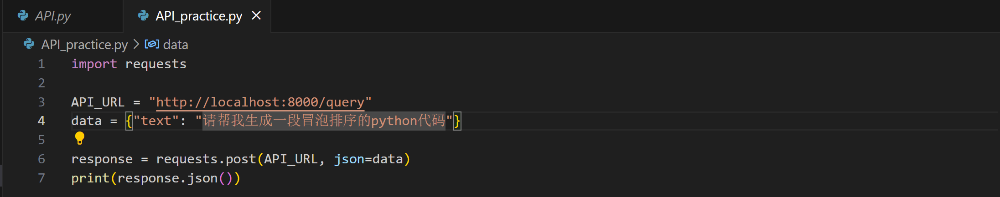 API.py API_practice.py
API_practice.py > data
1 import requests
2
3 API_URL = "http://localhost:8000/query"
4 data = {"text": "请帮我生成一段冒泡排序的python代码"}
5
6 response = requests.post(API_URL, json=data)
7 print(response.json())